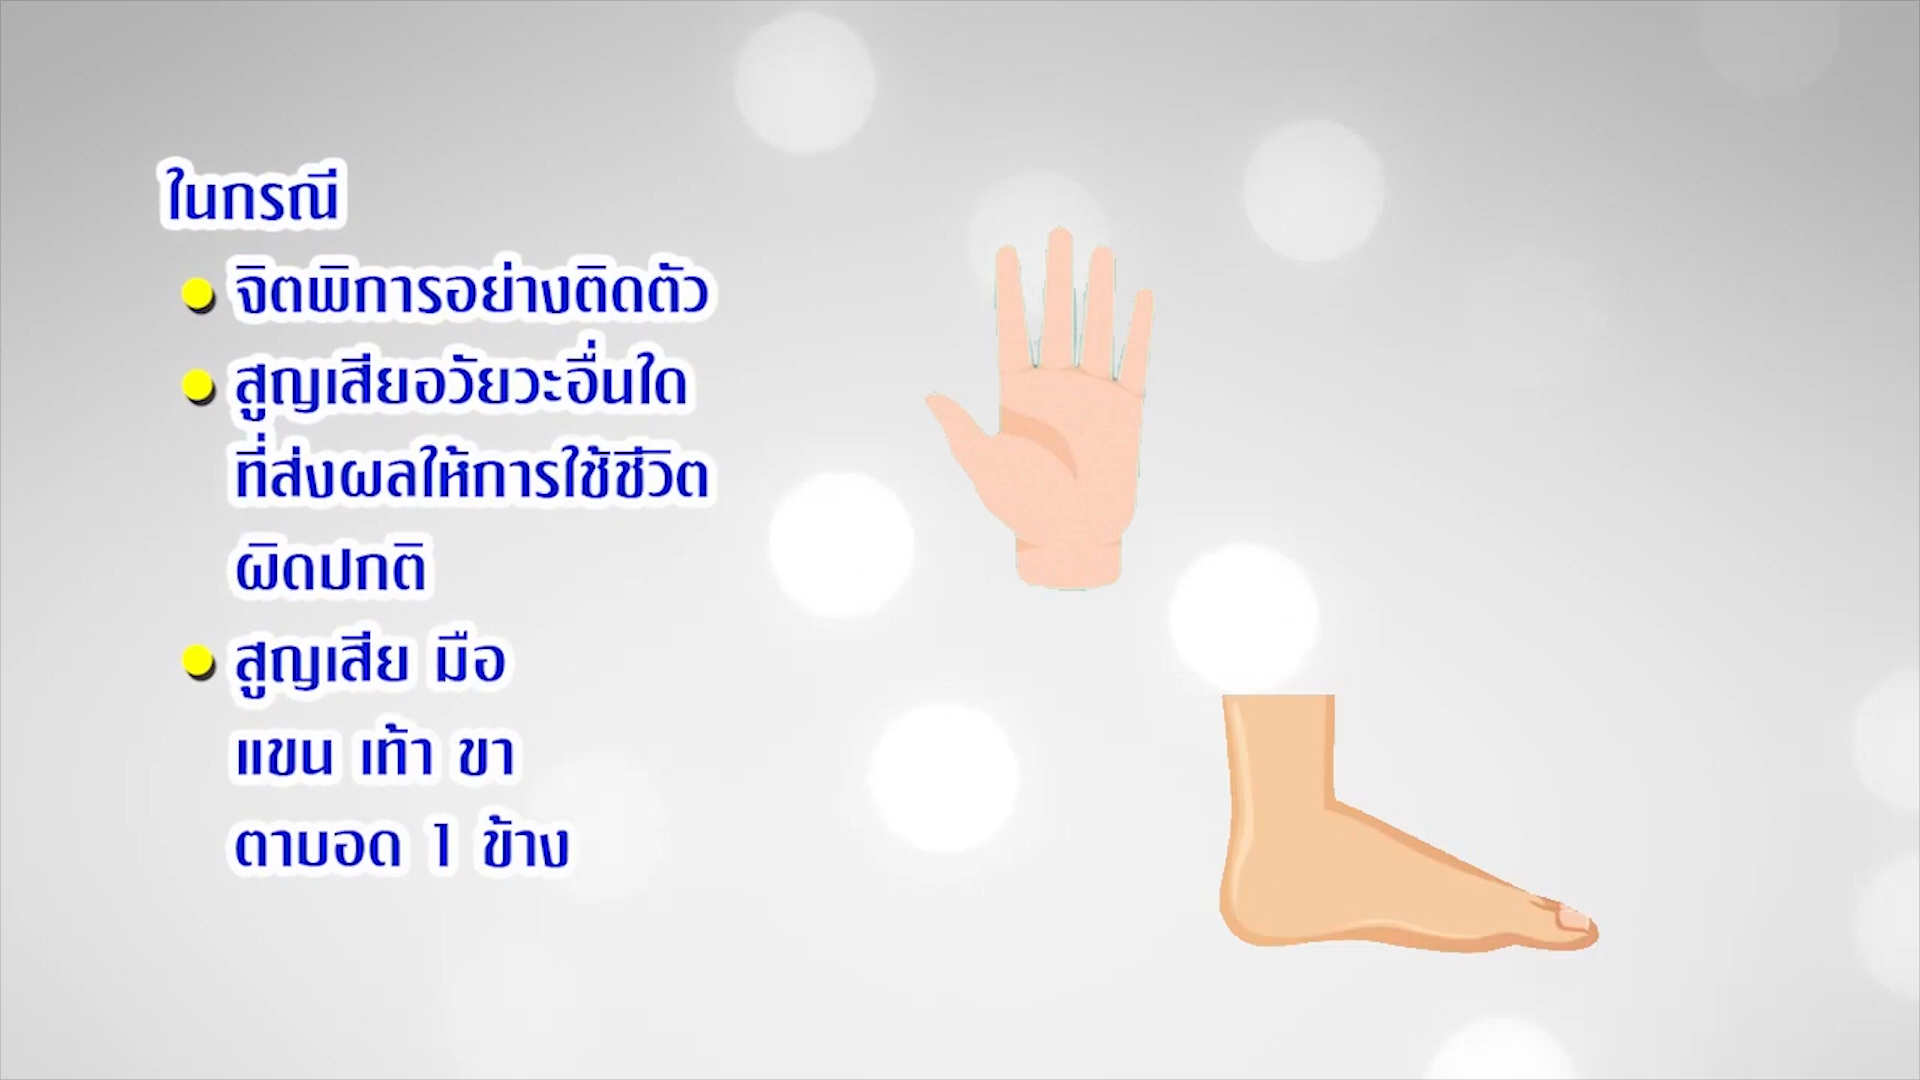 ในกรณี
จิตพิการอย่างติดตัว
สูญเสียอวัยวะอื่นใด
ที่ส่งผลให้การใช้ชีวิต
ผิดปกติ
สูญเสีย มือ
แขน เท้า ขา
ตาบอด 1 ข้าง